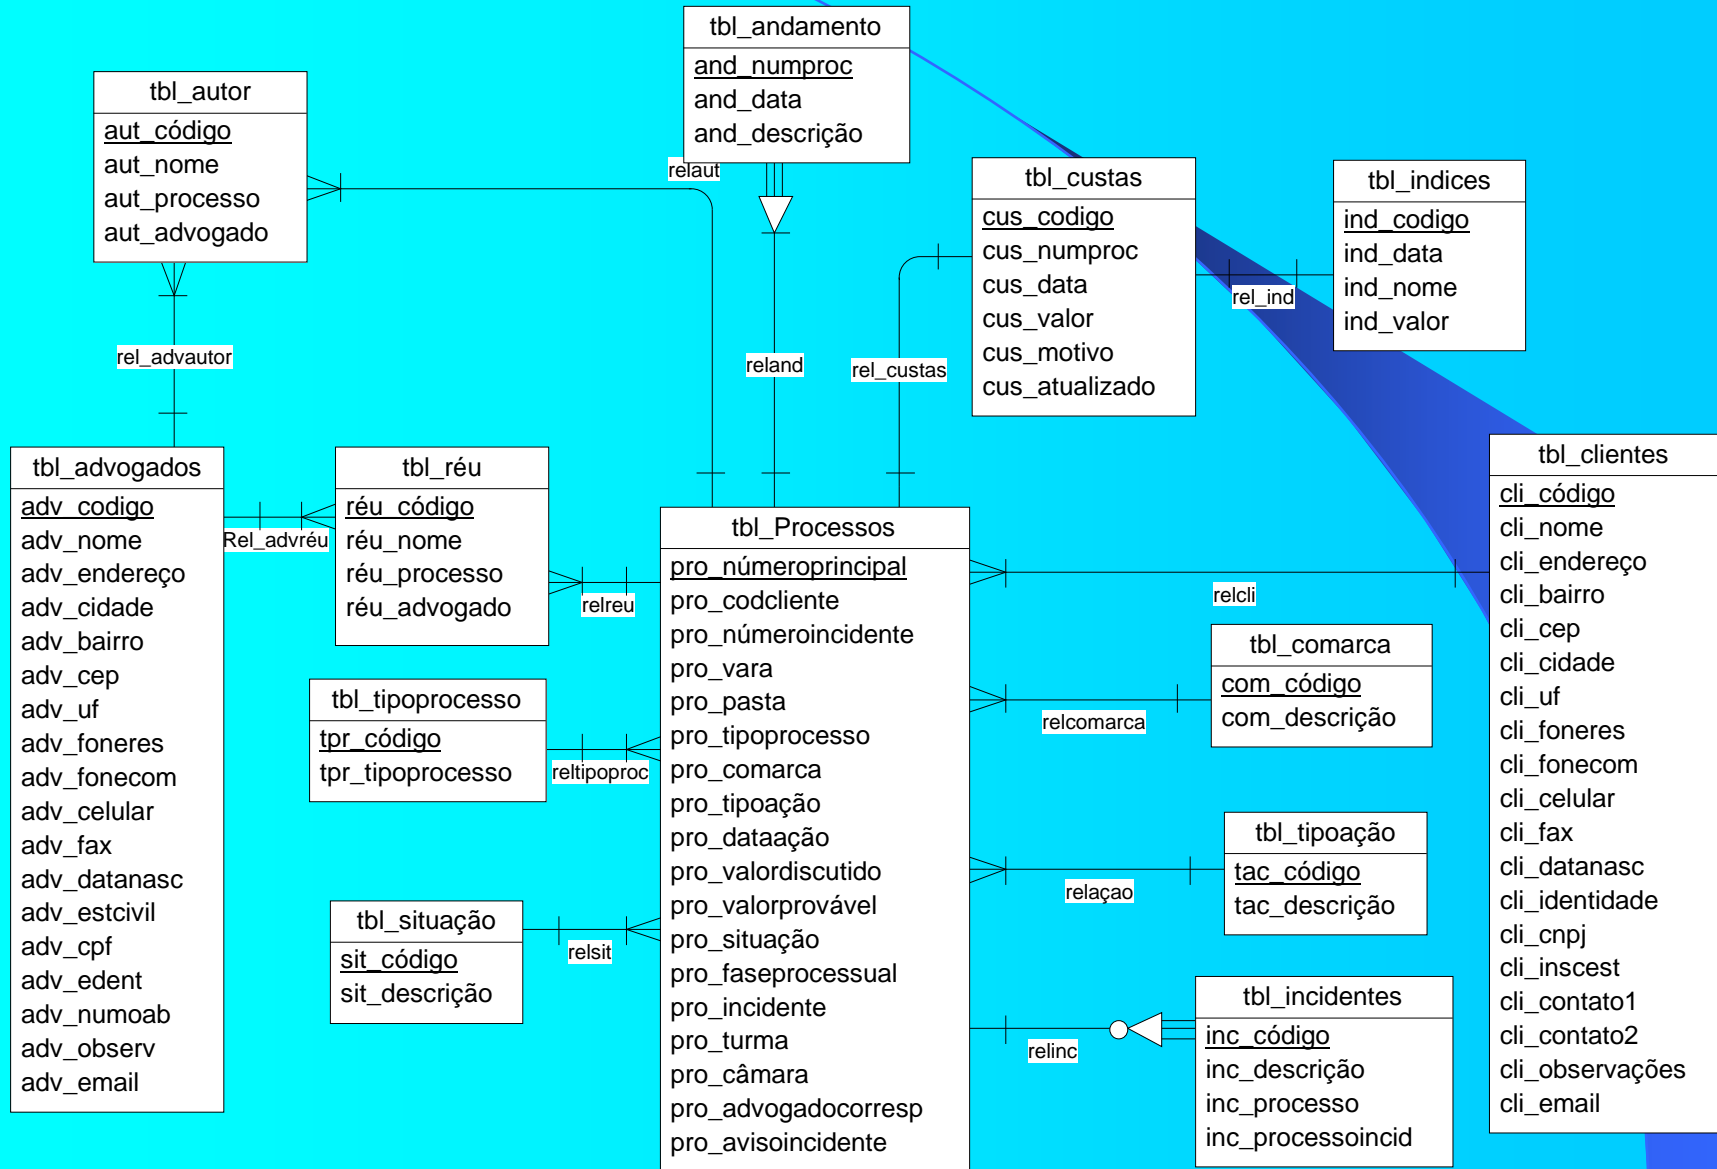 tbl_andamento
and_numproc
and_data
and_descrição
tbl_autor
aut_código
aut_nome
aut_processo
aut_advogado
relaut
tbl_custas
cus_codigo
cus_numproc
cus_data
cus_valor
cus_motivo
cus_atualizado
tbl_indices
ind_codigo
ind_data
ind_nome
ind_valor
rel_ind
rel_advautor
reland
rel_custas
tbl_advogados
adv_codigo
adv_nome
adv_endereço
adv_cidade
adv_bairro
adv_cep
adv_uf
adv_foneres
adv_fonecom
adv_celular
adv_fax
adv_datanasc
adv_estcivil
adv_cpf
adv_edent
adv_numoab
adv_observ
adv_email
Rel_advréu
tbl_réu
réu_código
réu_nome
réu_processo
réu_advogado
relreu
tbl_tipoprocesso
tpr_código
tpr_tipoprocesso
reltipoproc
tbl_situação
sit_código
sit_descrição
relsit
tbl_Processos
pro_númeroprincipal
pro_codcliente
pro_númeroincidente
pro_vara
pro_pasta
pro_tipoprocesso
pro_comarca
pro_tipoação
pro_dataação
pro_valordiscutido
pro_valorprovável
pro_situação
pro_faseprocessual
pro_incidente
pro_turma
pro_câmara
pro_advogadocorresp
pro_avisoincidente
relcli
tbl_comarca
com_código
com_descrição
relcomarca
tbl_tipoação
tac_código
tac_descrição
relaçao
tbl_incidentes
inc_código
inc_descrição
inc_processo
inc_processoincid
relinc
tbl_clientes
cli_código
cli_nome
cli_endereço
cli_bairro
cli_cep
cli_cidade
cli_uf
cli_foneres
cli_fonecom
cli_celular
cli_fax
cli_datanasc
cli_identidade
cli_cnpj
cli_inscest
cli_contato1
cli_contato2
cli_observações
cli_email